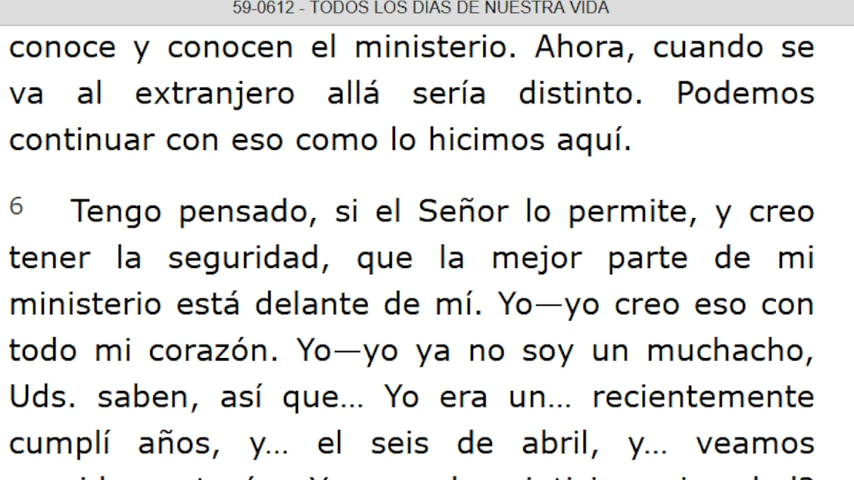 59-0612 - TODOS LOS DIAS DE NUESTRA VIDA
conoce y conocen el ministerio. Ahora, cuando se
va al extranjero allá sería distinto. Podemos
continuar con eso como lo hicimos aquí.
6 Tengo pensado, si el Señor lo permite, y creo
tener la seguridad, que la mejor parte de mi
ministerio está delante de mí. Yo—yo creo eso con
todo mi corazón. Yo—yo ya no soy un muchacho,
Uds. saben, así que... Yo era un... recientemente
cumplí años, y... el seis de abril, y... veamos